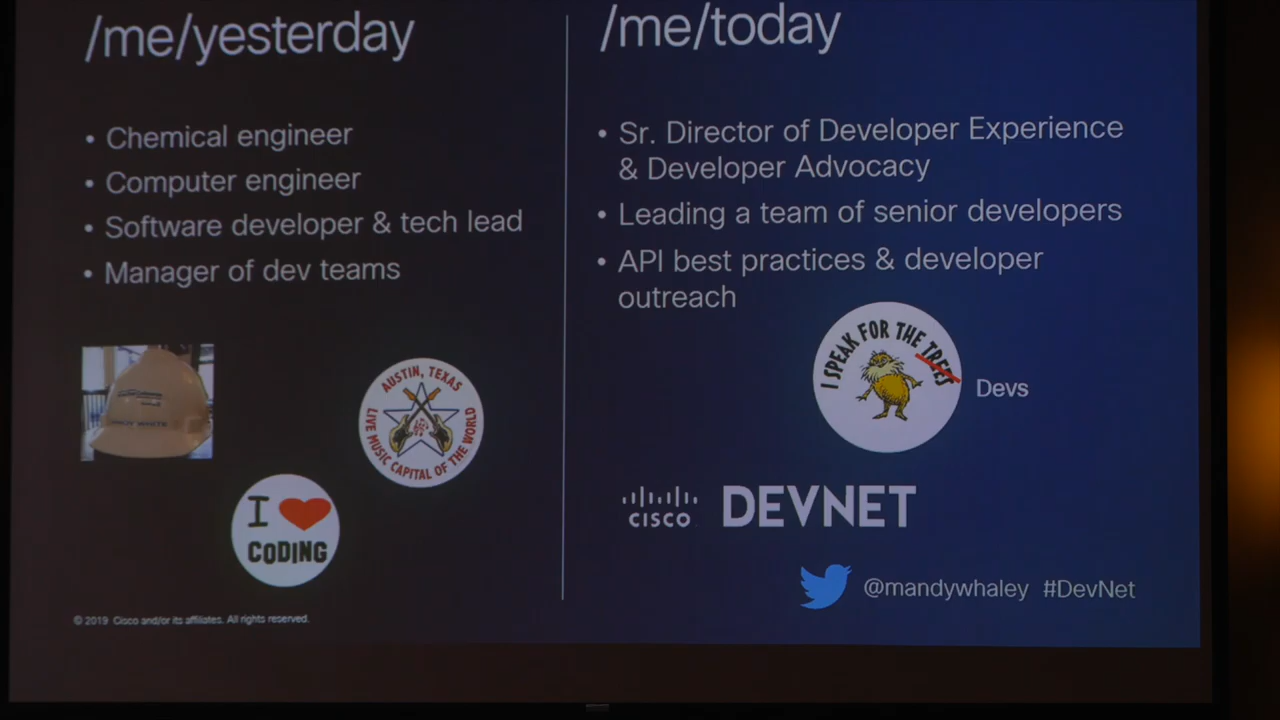 /me/yesterday
• Chemical engineer
• Computer engineer
• Software developer & tech lead
• Manager of dev teams
AUSTIN, TEXAS
LIVE MUSIC CAPITAL OF THE WORLD
I
CODING
© 2019 Cisco and/or its affiliates. All rights reserved.
/me/today
• Sr. Director of Developer Experience
& Developer Advocacy
• Leading a team of senior developers
• API best practices & developer
outreach
I SPEAK FOR THE TREES
Devs
CISCO
DEVNET
@mandywhaley #DevNet